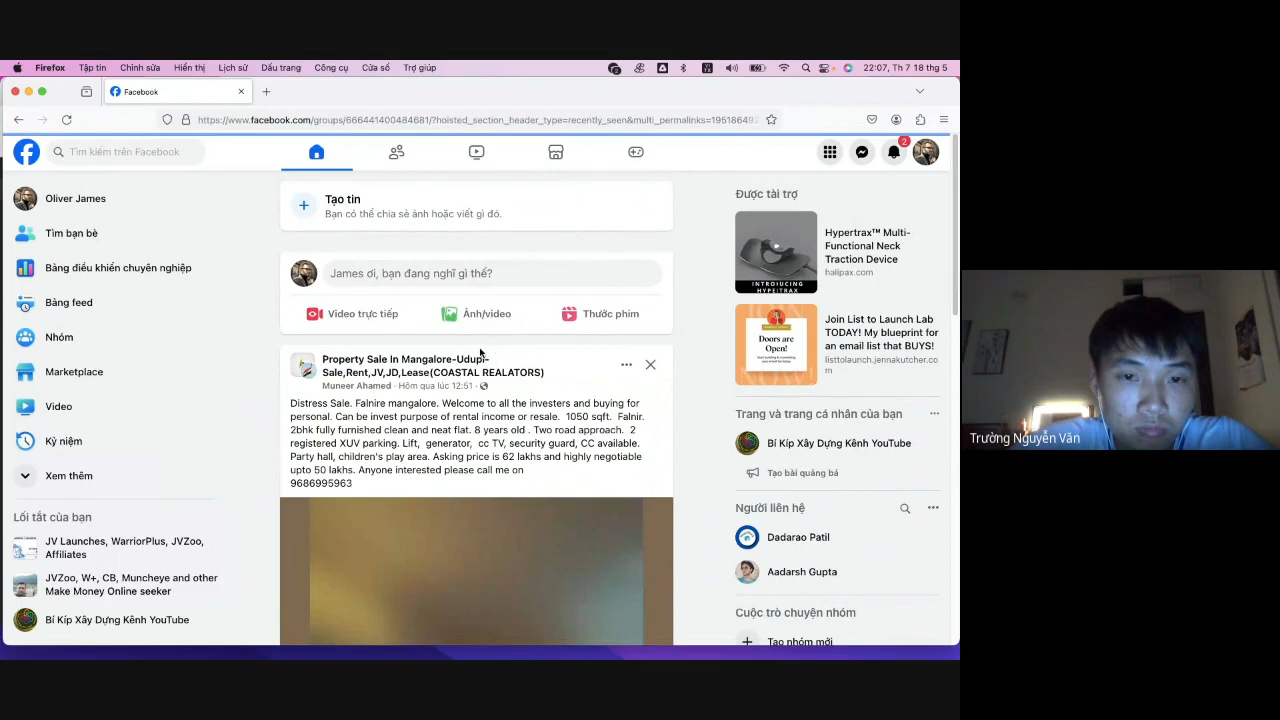 Firefox Tập tin Chỉnh sửa Hiển thị Lịch sử Dấu trang Công cụ Cửa sổ Trợ giúp 22:07, Th 7 18 thg 5
Facebook
https://www.facebook.com/groups/666441400484681/?hoisted_section_header_type=recently_seen&multi_permalinks=195186492
Tìm kiếm trên Facebook
2
Oliver James
Tìm bạn bè
Bảng điều khiển chuyên nghiệp
Bảng feed
Nhóm
Marketplace
Video
Kỷ niệm
Xem thêm
Lối tắt của bạn
JV Launches, WarriorPlus, JVZoo,
Affiliates
JVZoo, W+, CB, Muncheye and other
Make Money Online seeker
Bí Kíp Xây Dựng Kênh YouTube
Tạo tin
Bạn có thể chia sẻ ảnh hoặc viết gì đó.
James ơi, bạn đang nghĩ gì thế?
Video trực tiếp
Ảnh/video
Thước phim
Property Sale In Mangalore-Udupi-
Sale,Rent,JV,JD,Lease(COASTAL REALATORS)
Muneer Ahamed · Hôm qua lúc 12:51 ·
Distress Sale. Falnire mangalore. Welcome to all the investers and buying for
personal. Can be invest purpose of rental income or resale. 1050 sqft. Falnir.
2bhk fully furnished clean and neat flat. 8 years old . Two road approach. 2
registered XUV parking. Lift, generator, cc TV, security guard, CC available.
Party hall, children's play area. Asking price is 62 lakhs and highly negotiable
upto 50 lakhs. Anyone interested please call me on
9686995963
Được tài trợ
INTRODUCING
HYPETRAX
Hypertrax™ Multi-
Functional Neck
Traction Device
halipax.com
Doors are
Open!
Join List to Launch Lab
TODAY! My blueprint for
an email list that BUYS!
listtolaunch.jennakutcher.co
m
Trang và trang cá nhân của bạn
Bí Kíp Xây Dựng Kênh YouTube
Tạo bài quảng bá
Người liên hệ
Dadarao Patil
Aadarsh Gupta
Cuộc trò chuyện nhóm
Tạo nhóm mới
Trường Nguyễn Văn